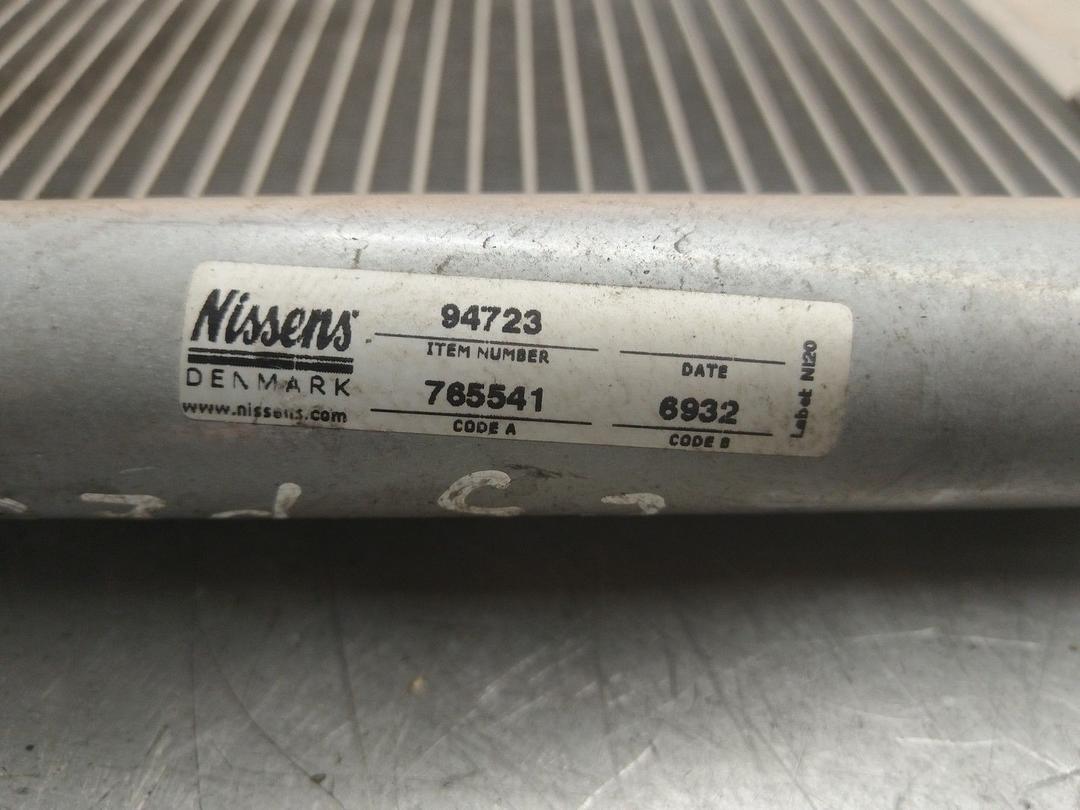 Nissens
DENMARK
www.nissens.com
94723
ITEM NUMBER
765541
CODE A
DATE
6932
CODE B
Label NI20